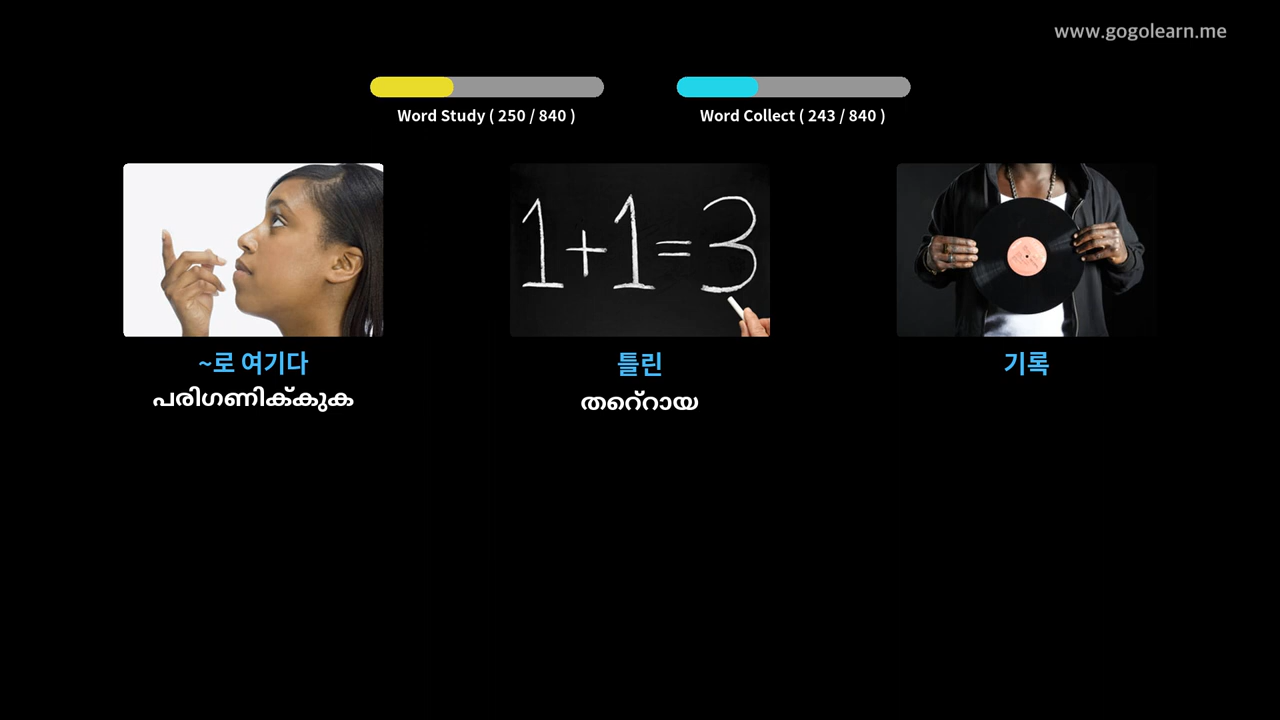 www.gogolearn.me
Word Study ( 250 / 840 )
Word Collect ( 243 / 840 )
1+1=3
~로 여기다
틀린
기록
പരിഗണിക്കുക
തറ്റെറായ